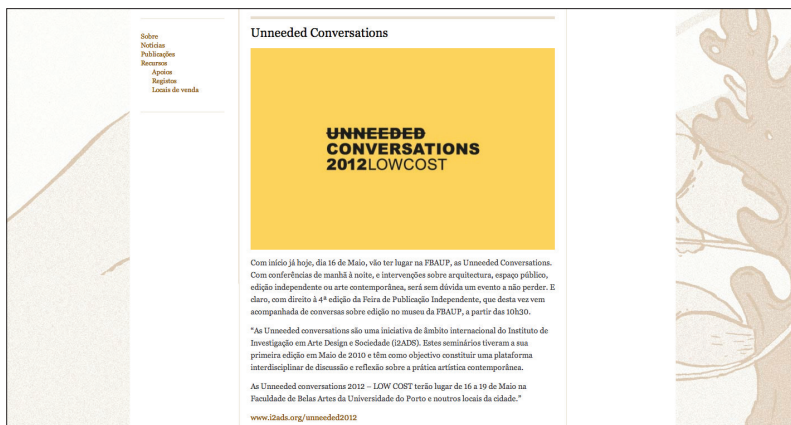 Sobre
Notícias
Publicações
Recursos
Apoios
Registos
Locais de venda
Unneeded Conversations
UNNEEDED
CONVERSATIONS
2012LOWCOST
Com início já hoje, dia 16 de Maio, vão ter lugar na FBAUP, as Unneeded Conversations.
Com conferências de manhã à noite, e intervenções sobre arquitectura, espaço público,
edição independente ou arte contemporânea, será sem dúvida um evento a não perder. E
claro, com direito à 4ª edição da Feira de Publicação Independente, que desta vez vem
acompanhada de conversas sobre edição no museu da FBAUP, a partir das 10h30.
“As Unneeded conversations são uma iniciativa de âmbito internacional do Instituto de
Investigação em Arte Design e Sociedade (i2ADS). Estes seminários tiveram a sua
primeira edição em Maio de 2010 e têm como objectivo constituir uma plataforma
interdisciplinar de discussão e reflexão sobre a prática artística contemporânea.
As Unneeded conversations 2012 – LOW COST terão lugar de 16 a 19 de Maio na
Faculdade de Belas Artes da Universidade do Porto e noutros locais da cidade.”
www.i2ads.org/unneeded2012